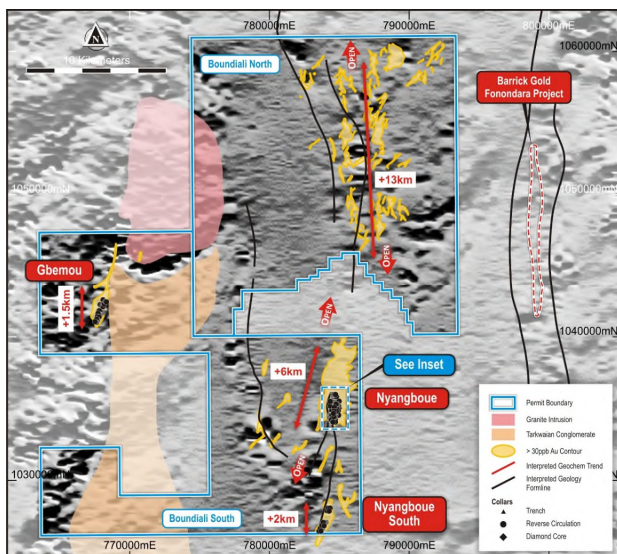 780000mE
790000mE
800000mE
1060000mN
N
10 Kilometers
Boundiali North
OPEN
Barrick Gold
Fonondara Project
+13km
1050000mN
1050000mN
OPEN
Gbemou
+1.5km
OPEN
1040000mN
+6km
See Inset
Nyangboue
OPEN
1030000mN
Boundiali South
+2km
Nyangboue
South
770000mE
780000mE
790000mE
LEGEND
Permit Boundary
Granite Intrusion
Tarkwaian Conglomerate
> 30ppb Au Contour
Interpreted Geochem Trend
Interpreted Geology
Formline
Collars
Trench
Reverse Circulation
Diamond Core